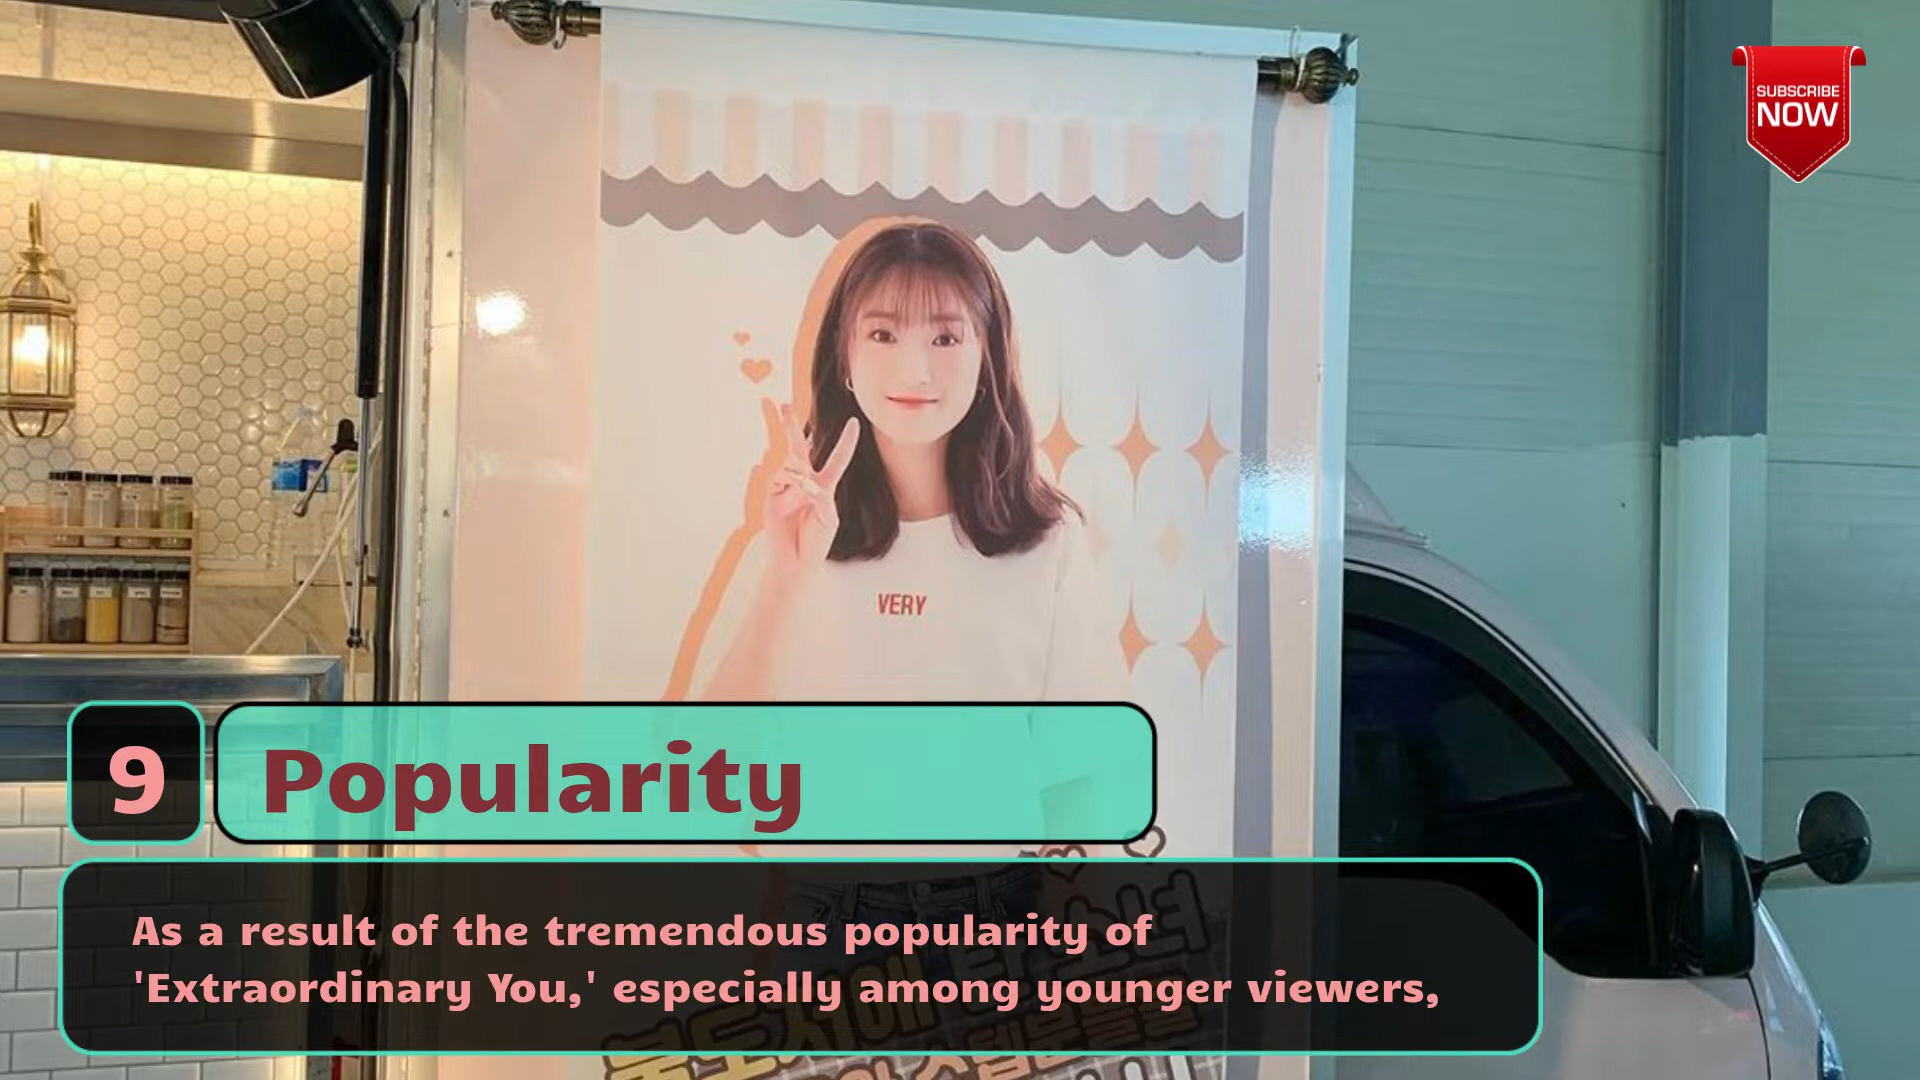 SUBSCRIBE
NOW
VERY
9
Popularity
As a result of the tremendous popularity of
'Extraordinary You,' especially among younger viewers,